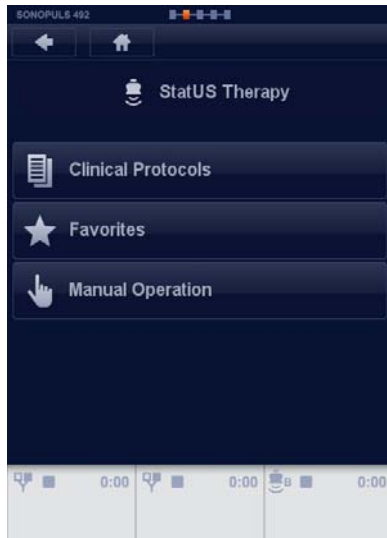 SONOPULS 492
StatUS Therapy
Clinical Protocols
Favorites
Manual Operation
0:00 0:00 B 0:00